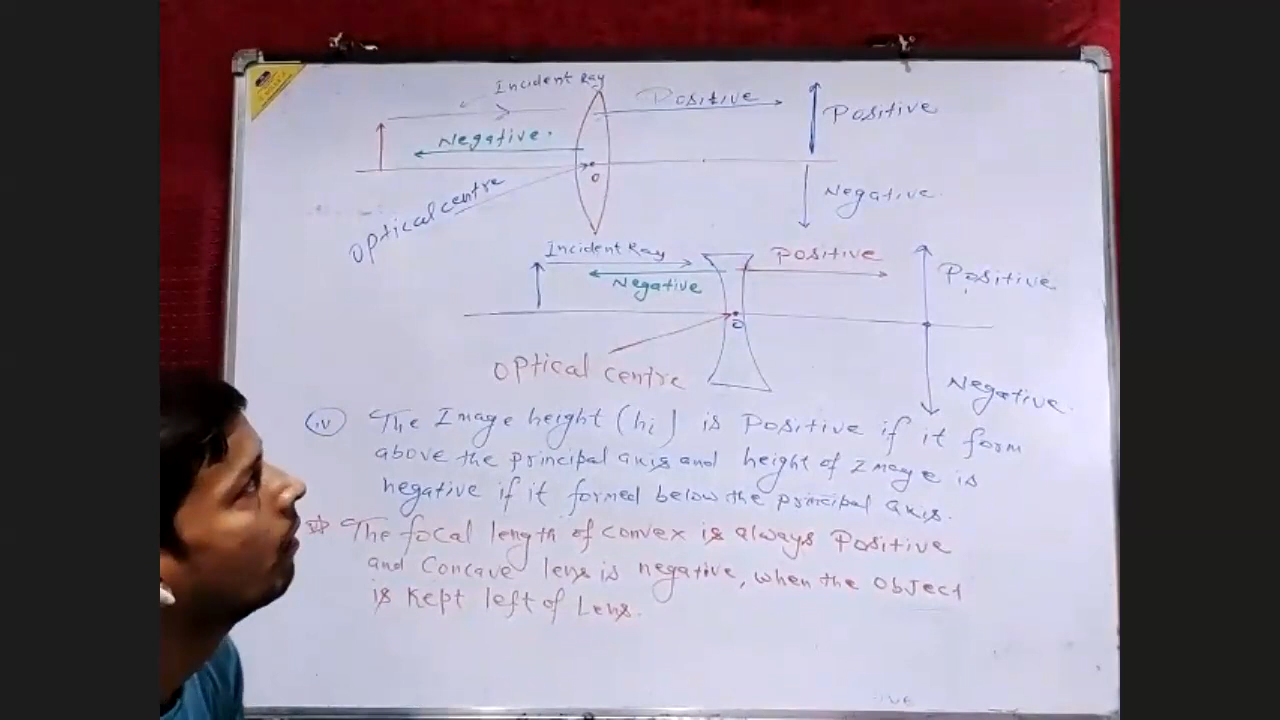 Incident Ray
Positive
Positive
Negative.
O
Optical centre
Negative.
Incident Ray
Positive
Negative
Positive
O
Optical centre
Negative.
iv The Image height (hi) is Positive if it form
above the principal axis and height of Image is
negative if it formed below the principal axis.
The focal length of convex is always Positive
and Concave lens is negative, when the Object
is Kept left of Lens.